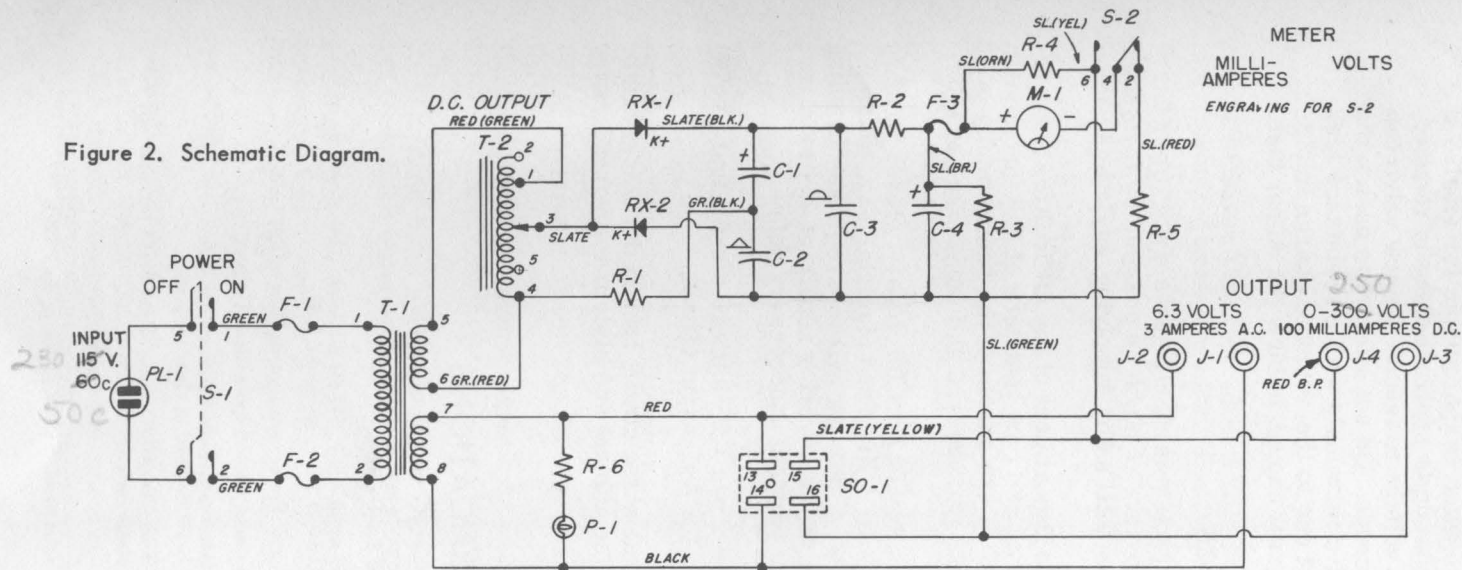 Figure 2. Schematic Diagram.
D.C. OUTPUT
RED (GREEN)
T-2
2
1
3
SLATE
5
4
RX-1
K+
SLATE (BLK.)
RX-2
K+
GR.(BLK.)
R-1
+
C-1
C-2
C-3
R-2
F-3
SL.(BR.)
+
C-4
R-3
SL(ORN)
R-4
SL.(YEL)
S-2
6
4
2
+
M-1
-
SL.(RED)
R-5
METER
MILLI-
AMPERES
VOLTS
ENGRAVING FOR S-2
POWER
OFF
ON
5
1
GREEN
F-1
1
T-1
5
INPUT
115 V.
60c
230
50c
PL-1
S-1
6
2
GREEN
F-2
2
6
GR.(RED)
7
8
RED
R-6
P-1
BLACK
SLATE (YELLOW)
13
15
14
16
SO-1
SL.(GREEN)
OUTPUT
250
6.3 VOLTS
3 AMPERES A.C.
0-300 VOLTS
100 MILLIAMPERES D.C.
J-2
J-1
J-4
J-3
RED B.P.